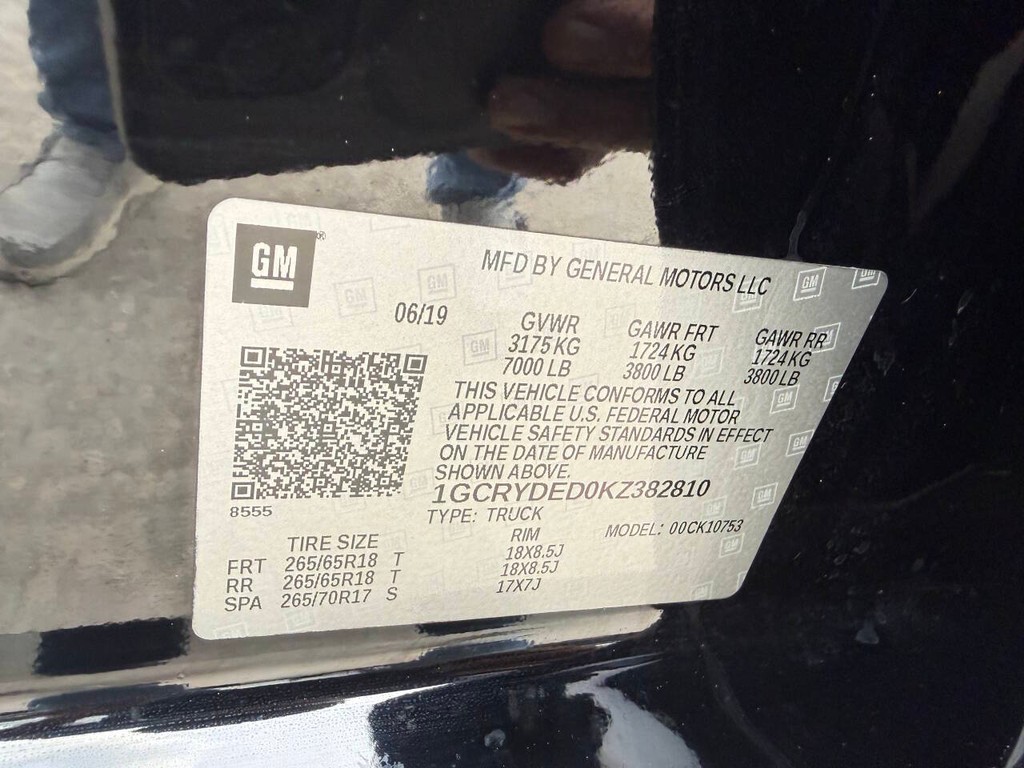 GM®
MFD BY GENERAL MOTORS LLC
06/19
GVWR GAWR FRT GAWR RR
3175 KG 1724 KG 1724 KG
7000 LB 3800 LB 3800 LB
THIS VEHICLE CONFORMS TO ALL
APPLICABLE U.S. FEDERAL MOTOR
VEHICLE SAFETY STANDARDS IN EFFECT
ON THE DATE OF MANUFACTURE
SHOWN ABOVE.
1GCRYDED0KZ382810
8555
TYPE: TRUCK MODEL: 00CK10753
TIRE SIZE RIM
FRT 265/65R18 T 18X8.5J
RR 265/65R18 T 18X8.5J
SPA 265/70R17 S 17X7J